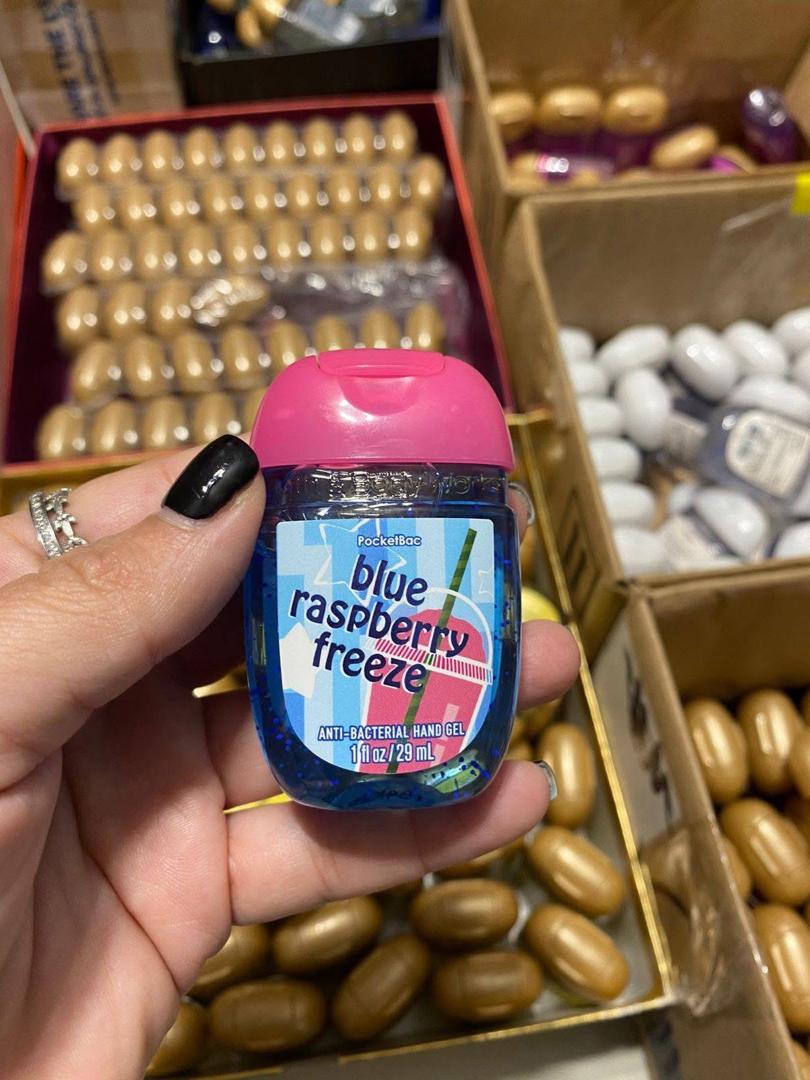 PocketBac
blue
raspberry
freeze
ANTI-BACTERIAL HAND GEL
1 fl oz / 29 mL